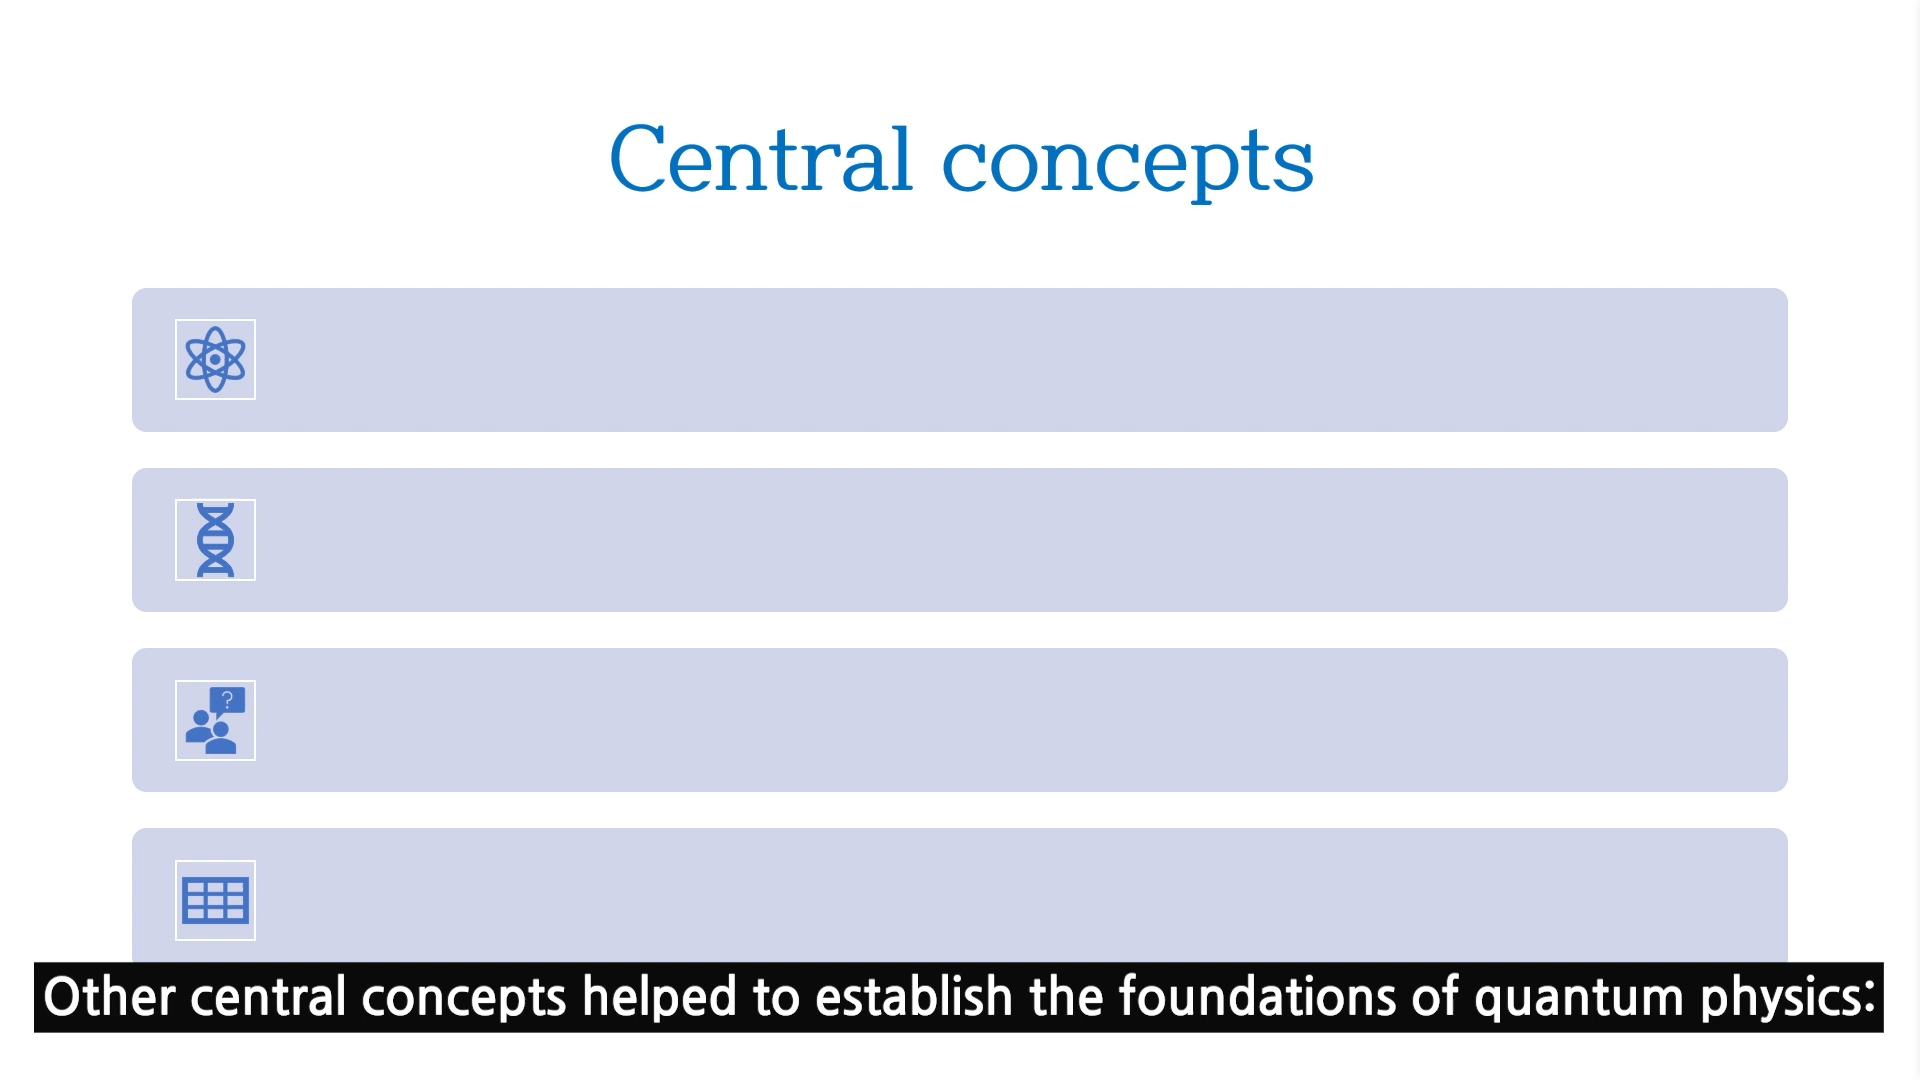 Central concepts
?
Other central concepts helped to establish the foundations of quantum physics: